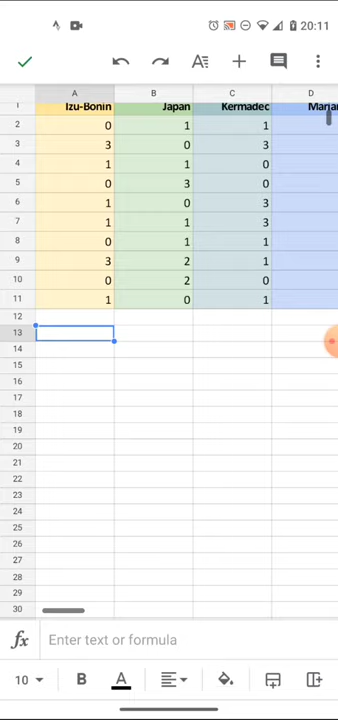 20:11
A B C D
1 Izu-Bonin Japan Kermadec
2 0 1 1
3 3 0 3
4 1 1 0
5 0 3 0
6 1 0 3
7 1 1 3
8 0 1 1
9 3 2 1
10 0 2 0
11 1 0 1
12
13
14
15
16
17
18
19
20
21
22
23
24
25
26
27
28
29
30
fx Enter text or formula
10 B A